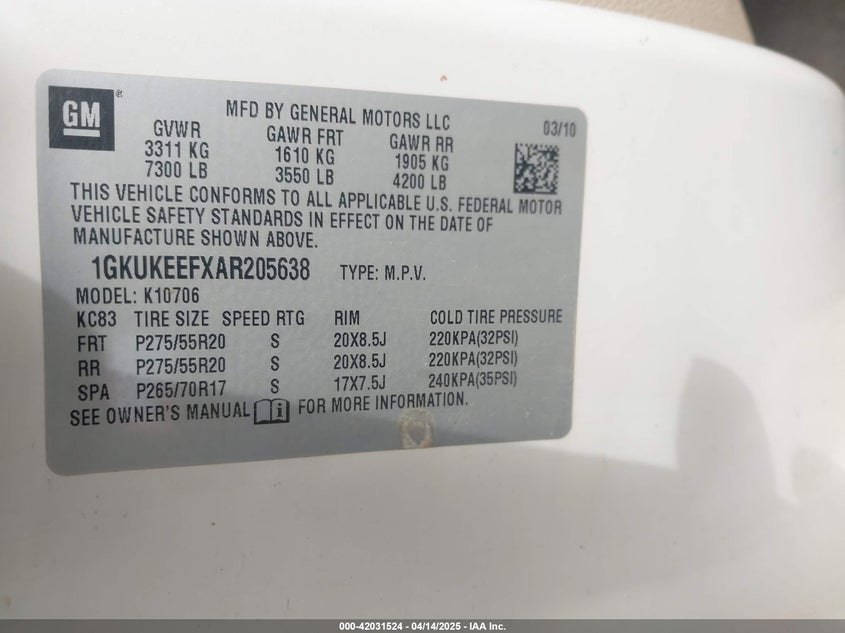 GM ®
MFD BY GENERAL MOTORS LLC
03/10
GVWR GAWR FRT GAWR RR
3311 KG 1610 KG 1905 KG
7300 LB 3550 LB 4200 LB
THIS VEHICLE CONFORMS TO ALL APPLICABLE U.S. FEDERAL MOTOR
VEHICLE SAFETY STANDARDS IN EFFECT ON THE DATE OF
MANUFACTURE SHOWN ABOVE.
1GKUKEEFXAR205638 TYPE: M.P.V.
MODEL: K10706
KC83 TIRE SIZE SPEED RTG RIM COLD TIRE PRESSURE
FRT P275/55R20 S 20X8.5J 220KPA(32PSI)
RR P275/55R20 S 20X8.5J 220KPA(32PSI)
SPA P265/70R17 S 17X7.5J 240KPA(35PSI)
SEE OWNER'S MANUAL i FOR MORE INFORMATION.
000-42031524 - 04/14/2025 - IAA Inc.